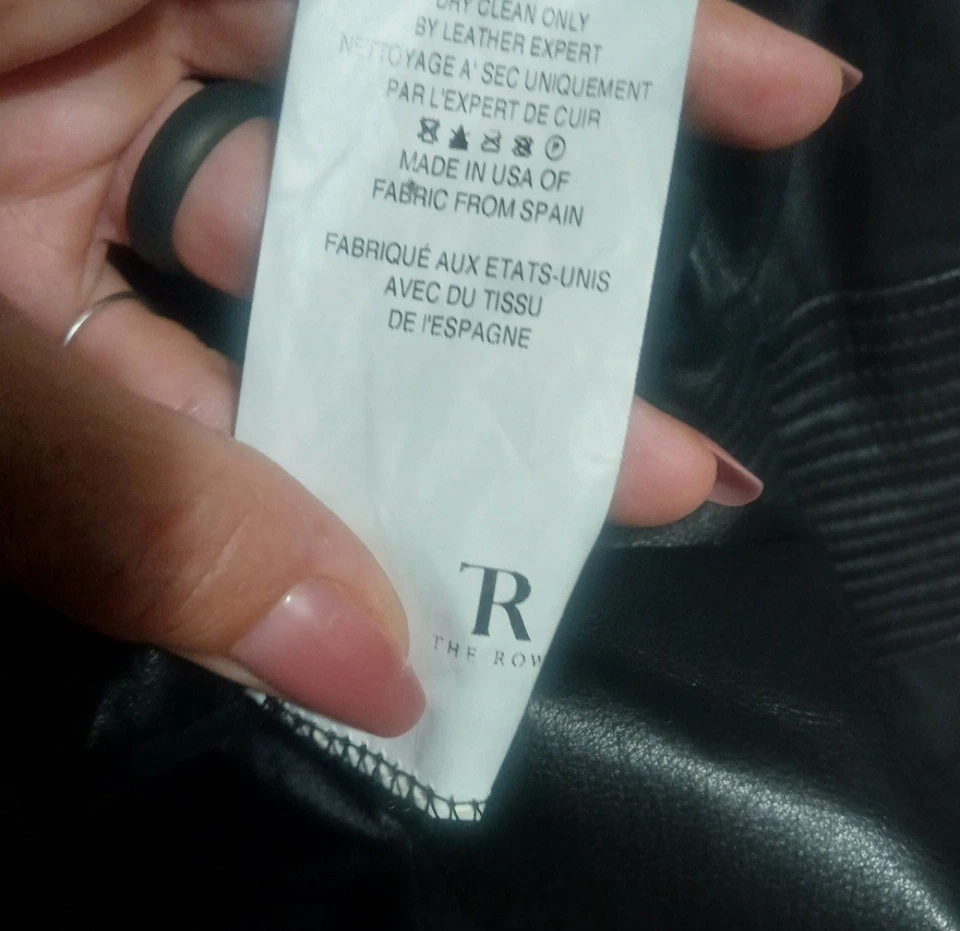 DRY CLEAN ONLY
BY LEATHER EXPERT
NETTOYAGE A' SEC UNIQUEMENT
PAR L'EXPERT DE CUIR
P
MADE IN USA OF
FABRIC FROM SPAIN
FABRIQUÉ AUX ETATS-UNIS
AVEC DU TISSU
DE l'ESPAGNE
TR
THE ROW